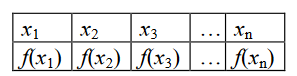 x₁ x₂ x₃ … xₙ
f(x₁) f(x₂) f(x₃) … f(xₙ)